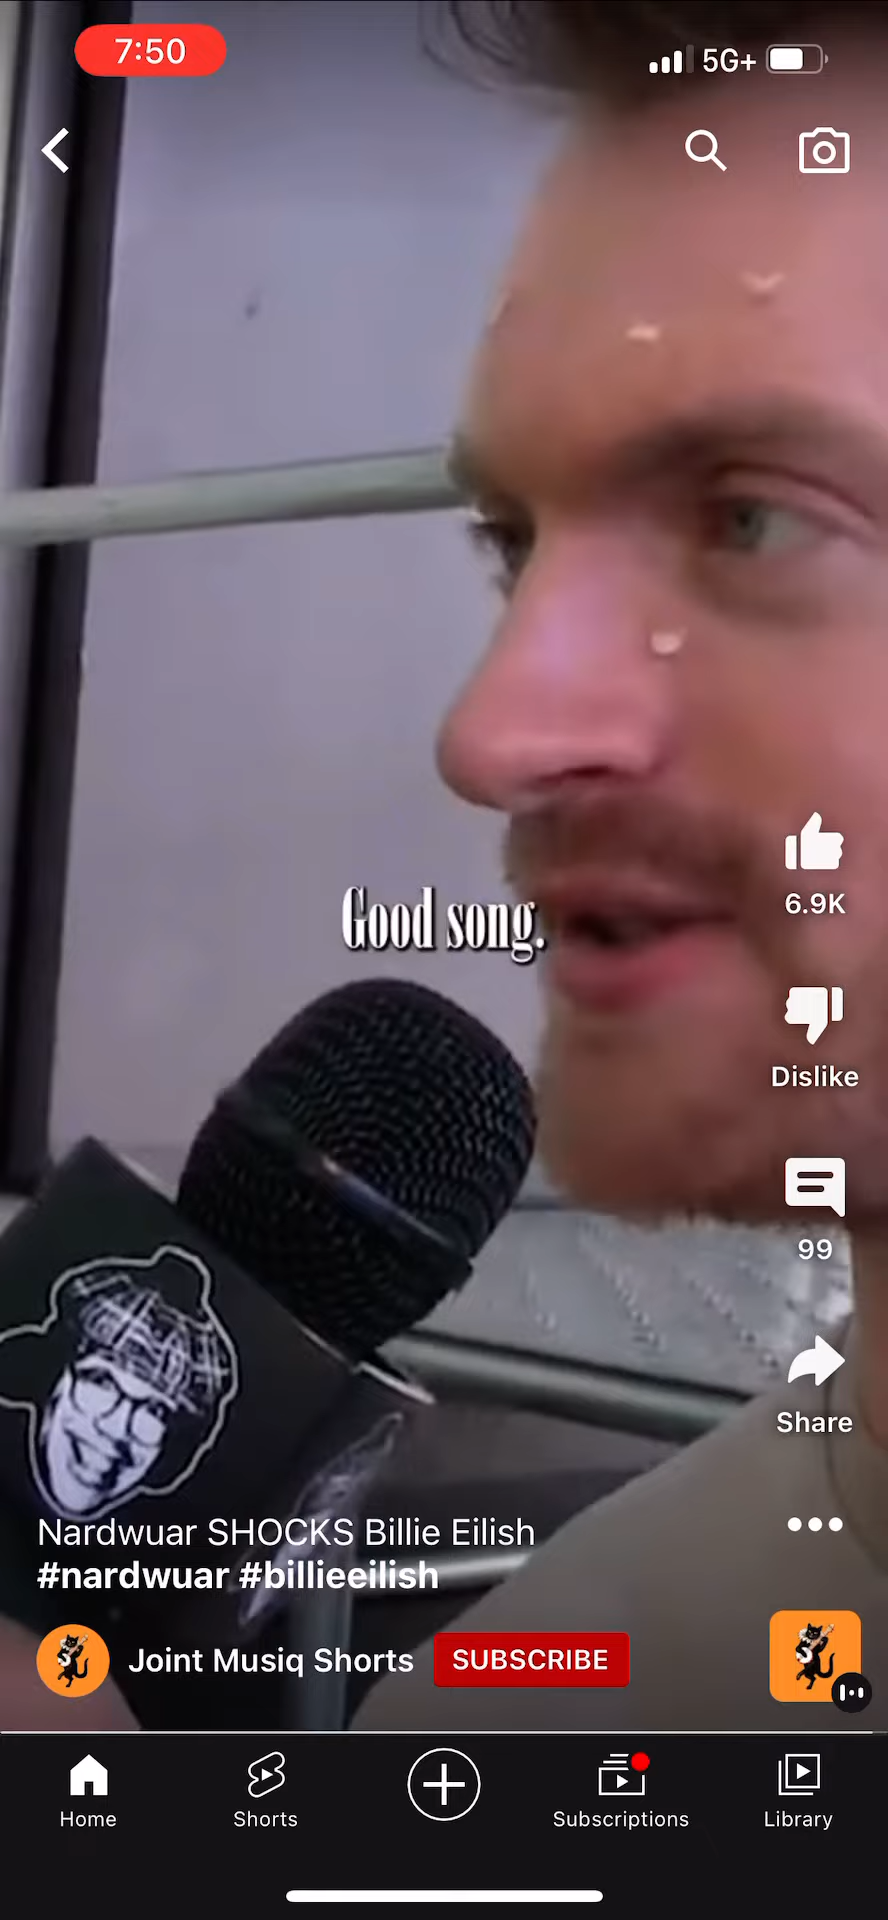 7:50
5G+
6.9K
Good song.
Dislike
99
Share
Nardwuar SHOCKS Billie Eilish
#nardwuar #billieeilish
Joint Musiq Shorts SUBSCRIBE
Home Shorts Subscriptions Library